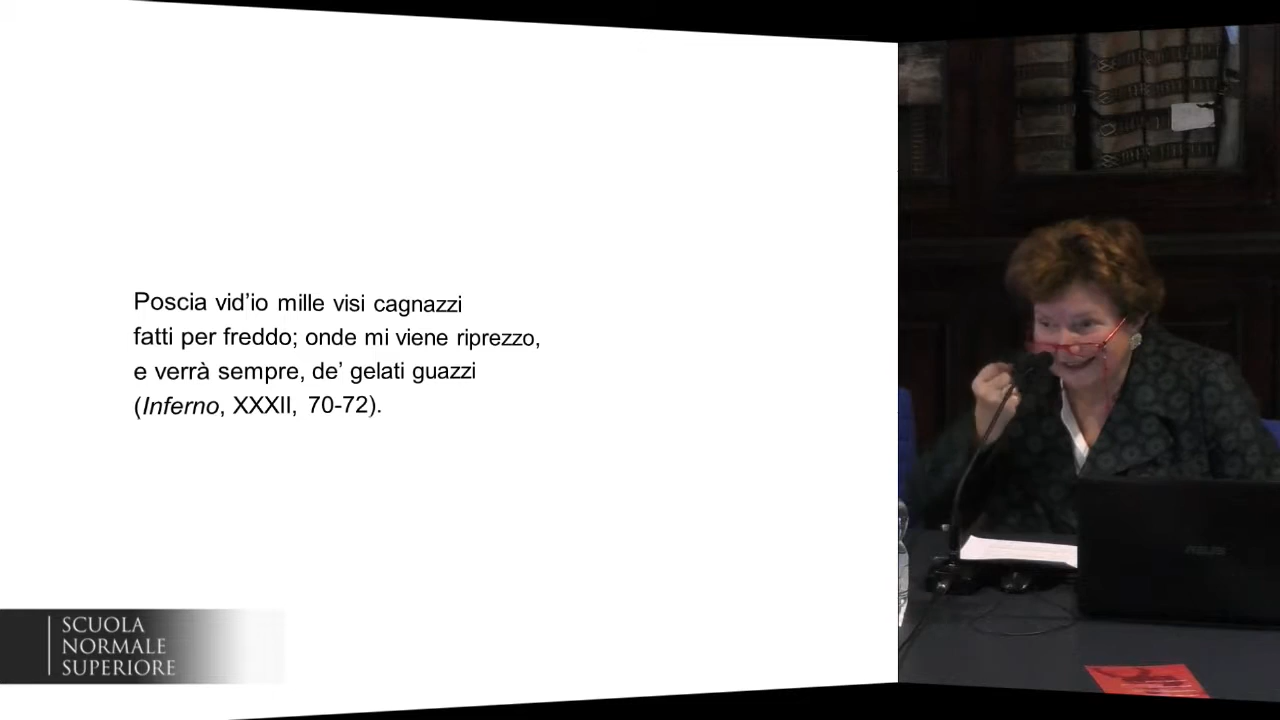 Poscia vid’io mille visi cagnazzi
fatti per freddo; onde mi viene riprezzo,
e verrà sempre, de’ gelati guazzi
(Inferno, XXXII, 70-72).
SCUOLA
NORMALE
SUPERIORE
ASUS